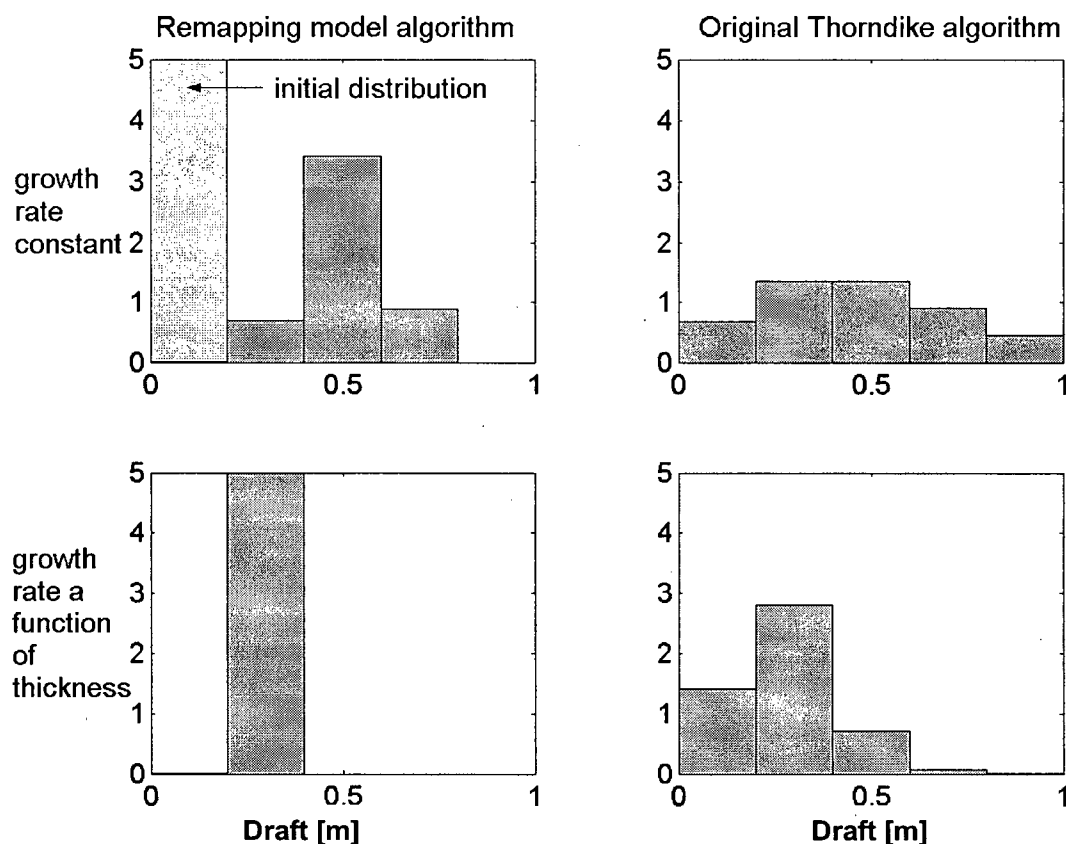 Remapping model algorithm
Original Thorndike algorithm
growth
rate
constant
5
4
3
2
1
0
initial distribution
0
0.5
1
5
4
3
2
1
0
0
0.5
1
growth
rate a
function
of
thickness
5
4
3
2
1
0
0
0.5
1
Draft [m]
5
4
3
2
1
0
0
0.5
1
Draft [m]